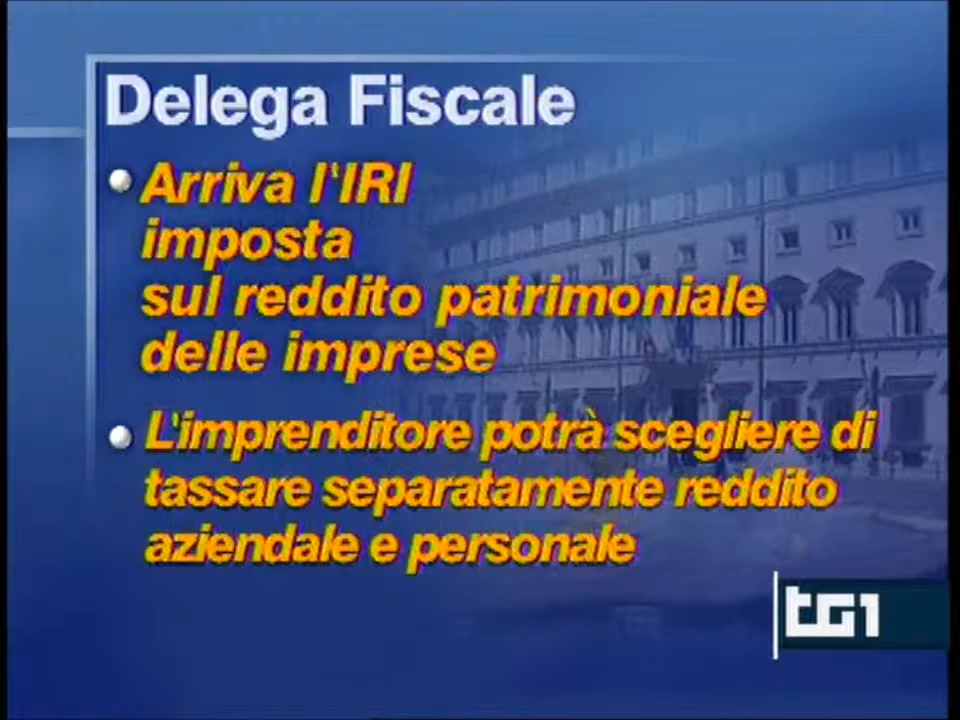 Delega Fiscale
Arriva l'IRI
imposta
sul reddito patrimoniale
delle imprese
L'imprenditore potrà scegliere di
tassare separatamente reddito
aziendale e personale
tG1